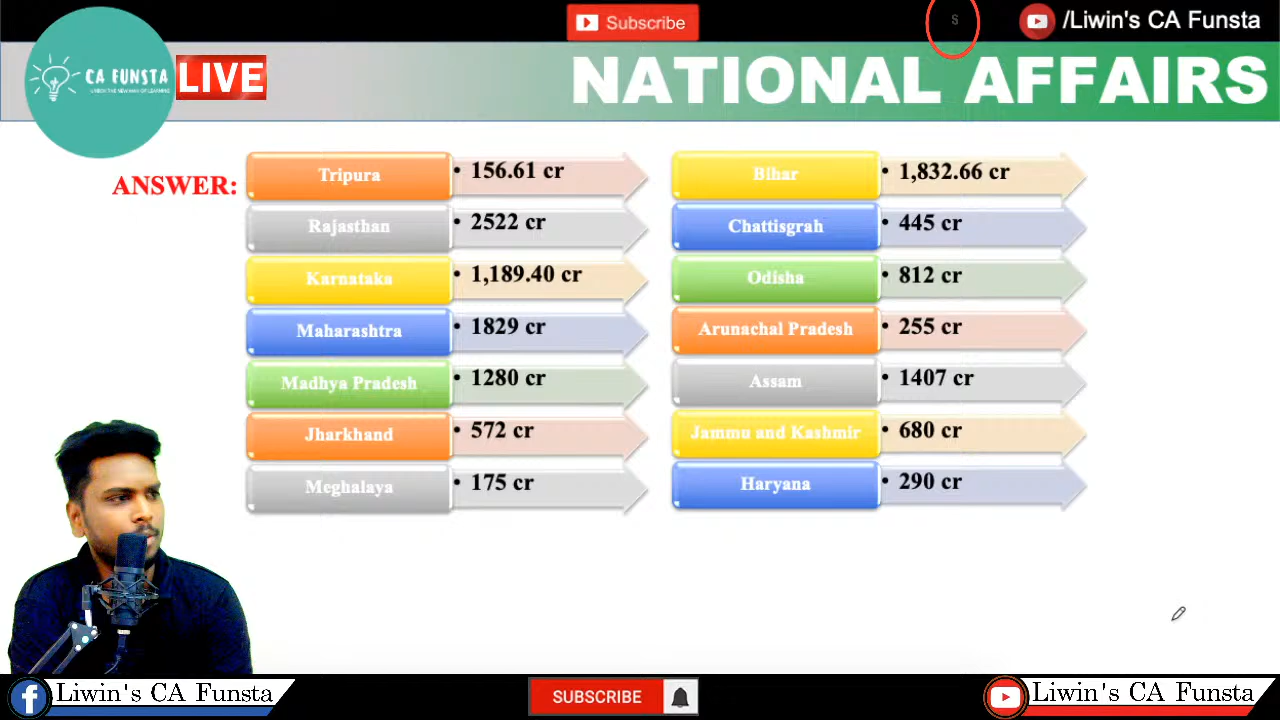 Subscribe
S
/Liwin's CA Funsta
CA FUNSTA
LIVE
NATIONAL AFFAIRS
ANSWER:
Tripura
• 156.61 cr
Rajasthan
• 2522 cr
Karnataka
• 1,189.40 cr
Maharashtra
• 1829 cr
Madhya Pradesh
• 1280 cr
Jharkhand
• 572 cr
Meghalaya
• 175 cr
Bihar
• 1,832.66 cr
Chattisgrah
• 445 cr
Odisha
• 812 cr
Arunachal Pradesh
• 255 cr
Assam
• 1407 cr
Jammu and Kashmir
• 680 cr
Haryana
• 290 cr
Liwin's CA Funsta
SUBSCRIBE
Liwin's CA Funsta